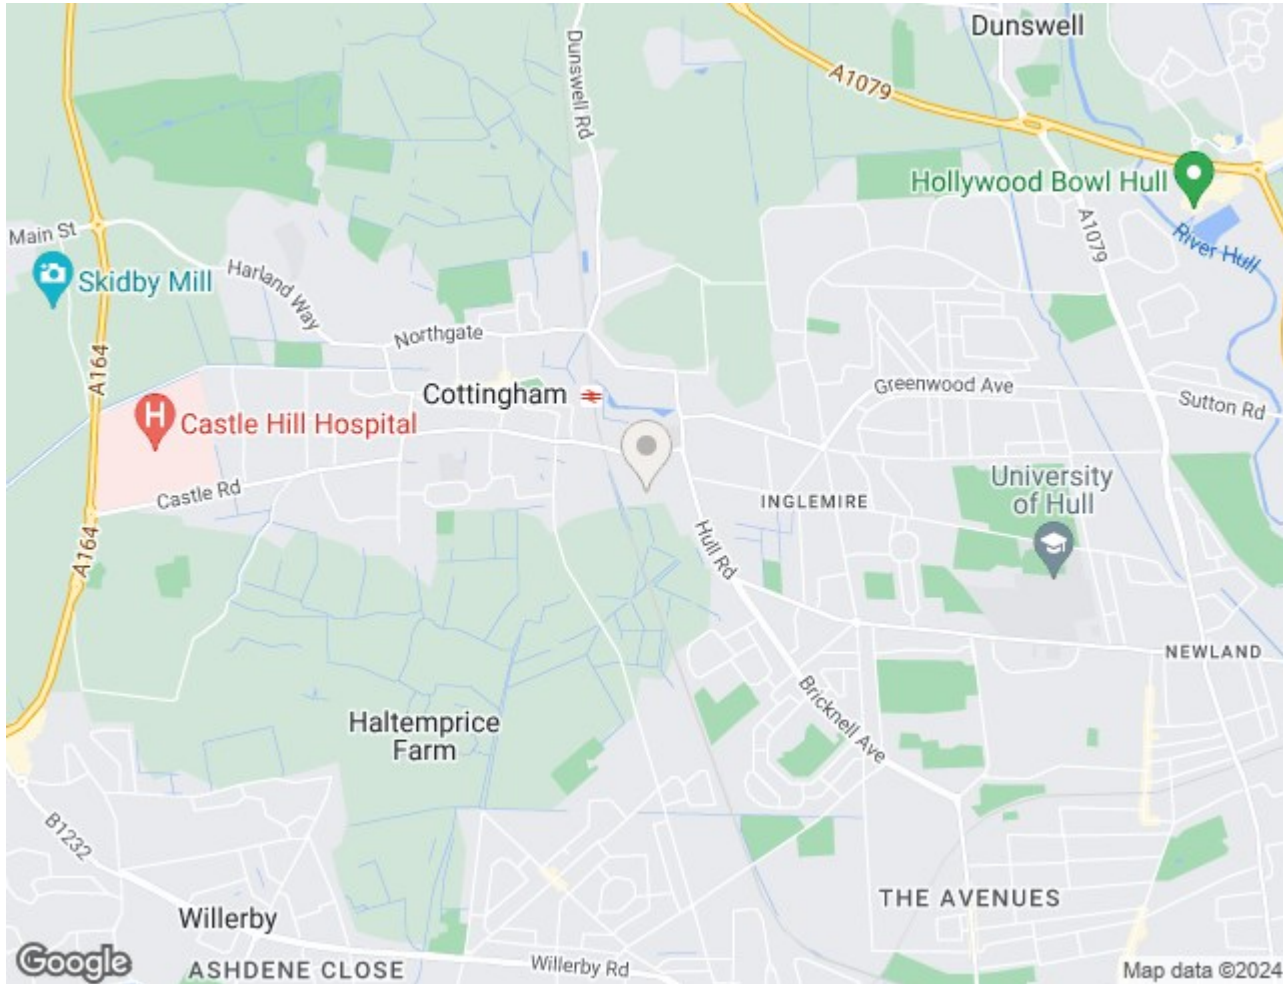 Dunswell
Dunswell Rd
A1079
Hollywood Bowl Hull
Main St
A1079
River Hull
Skidby Mill
Harland Way
Northgate
A164
Cottingham
Greenwood Ave
Sutton Rd
H
Castle Hill Hospital
Castle Rd
INGLEMIRE
University
of Hull
A164
Hull Rd
NEWLAND
Haltemprice
Farm
Bricknell Ave
B1232
THE AVENUES
Willerby
Willerby Rd
ASHDENE CLOSE
Google
Map data ©2024